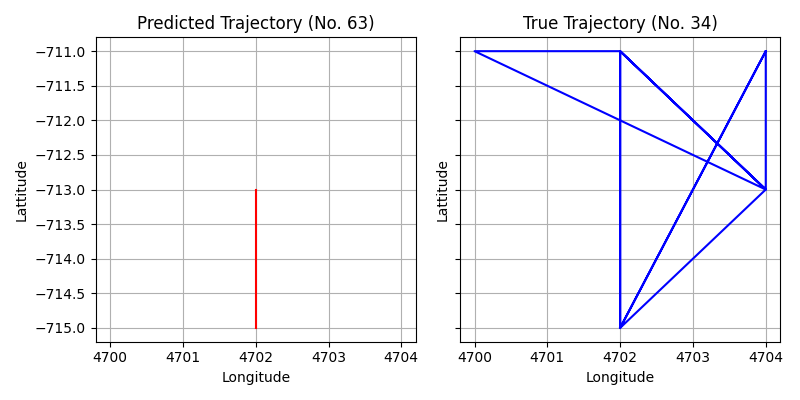 Predicted Trajectory (No. 63)
True Trajectory (No. 34)
−711.0
−711.5
−712.0
−712.5
−713.0
−713.5
−714.0
−714.5
−715.0
Lattitude
Lattitude
4700 4701 4702 4703 4704
4700 4701 4702 4703 4704
Longitude
Longitude